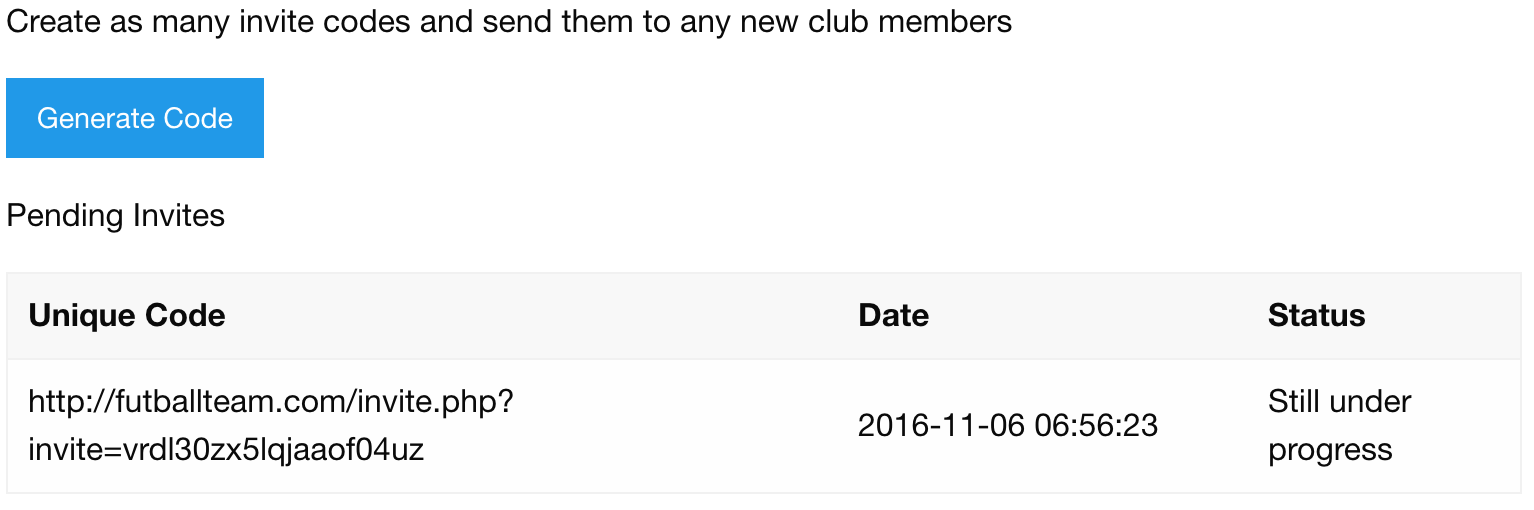 Create as many invite codes and send them to any new club members
Generate Code
Pending Invites
Unique Code Date Status
http://futballteam.com/invite.php?
invite=vrdl30zx5lqjaaof04uz
2016-11-06 06:56:23
Still under
progress